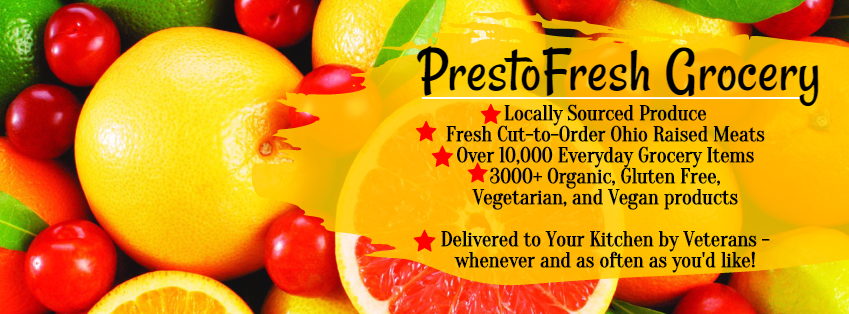 PrestoFresh Grocery
Locally Sourced Produce
Fresh Cut-to-Order Ohio Raised Meats
Over 10,000 Everyday Grocery Items
3000+ Organic, Gluten Free,
Vegetarian, and Vegan products
Delivered to Your Kitchen by Veterans -
whenever and as often as you'd like!